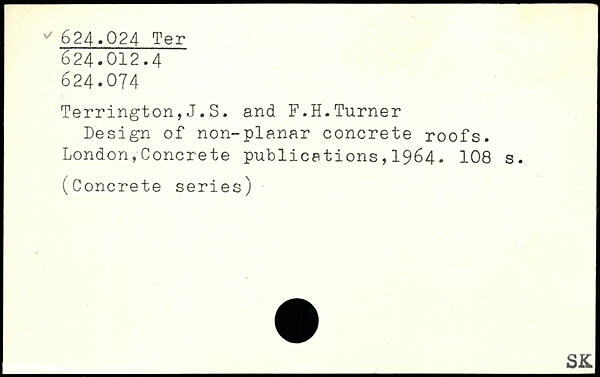 ✓ 624.024 Ter
624.012.4
624.074
Terrington,J.S. and F.H.Turner
Design of non-planar concrete roofs.
London,Concrete publications,1964. 108 s.
(Concrete series)
SK